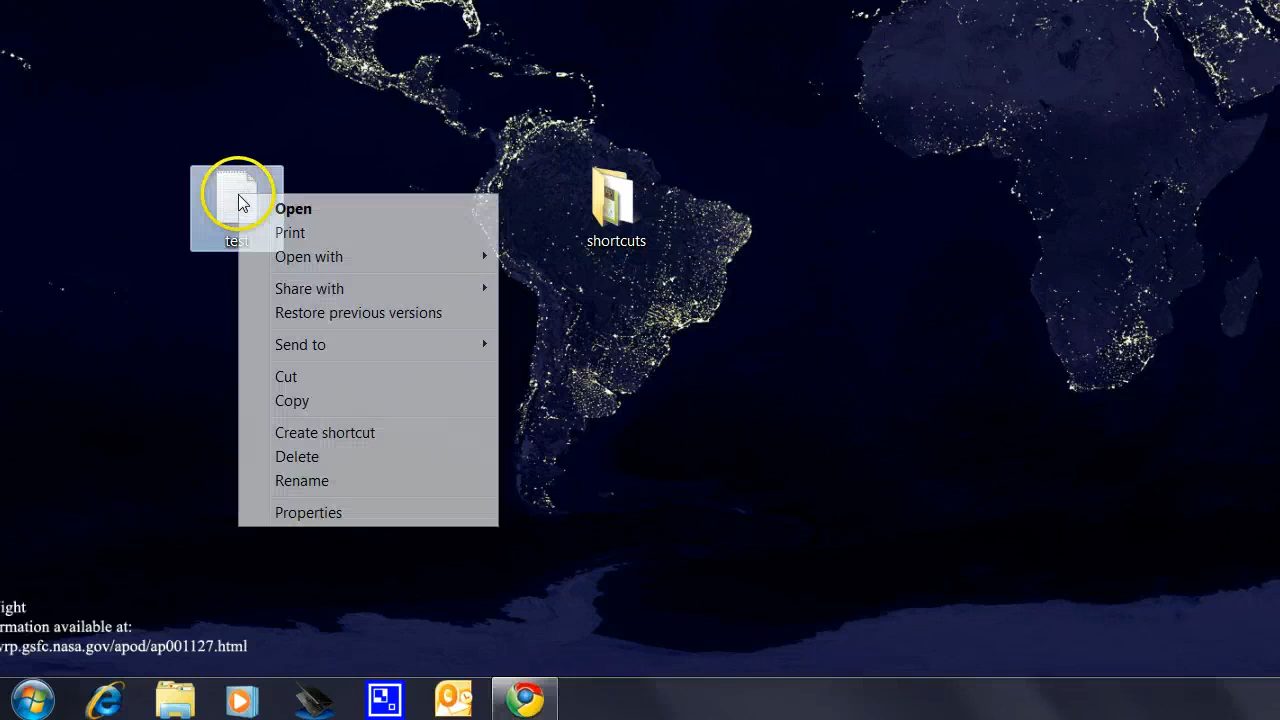 test
shortcuts
Open
Print
Open with
Share with
Restore previous versions
Send to
Cut
Copy
Create shortcut
Delete
Rename
Properties
ight
rmation available at:
vrp.gsfc.nasa.gov/apod/ap001127.html